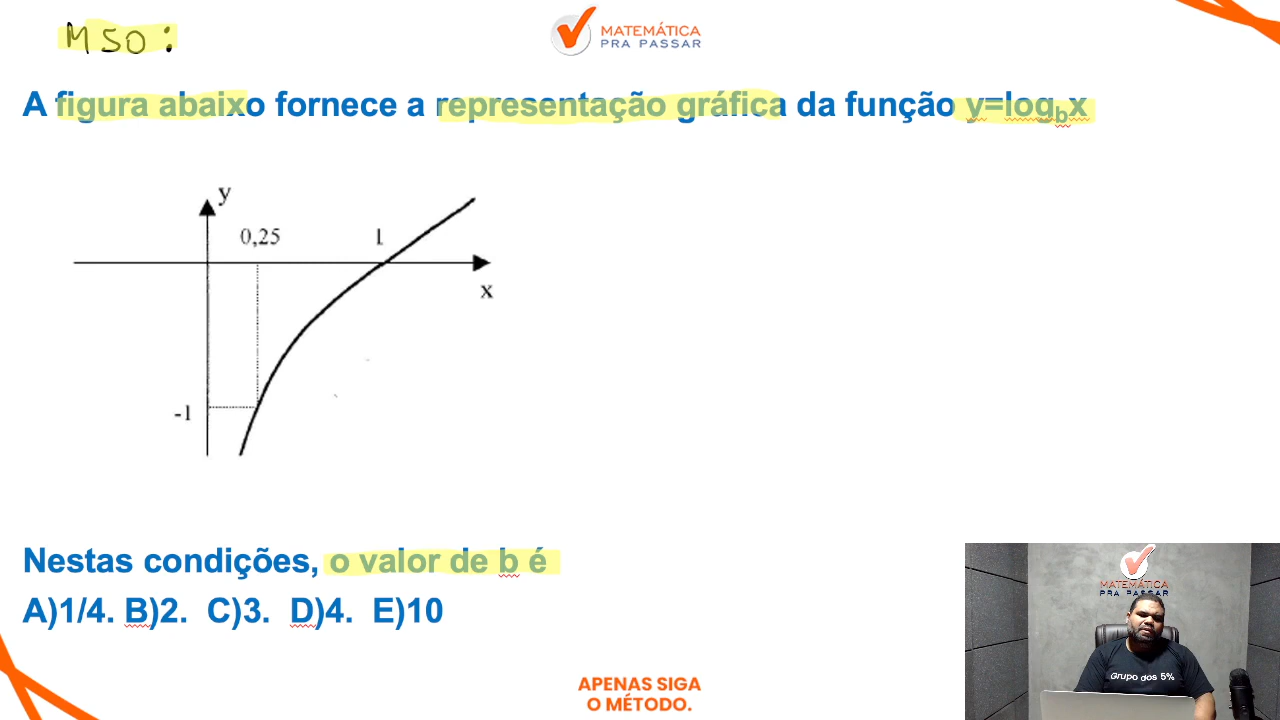 M50:
MATEMÁTICA
PRA PASSAR
A figura abaixo fornece a representação gráfica da função y=log_b x
y
0,25
1
x
-1
Nestas condições, o valor de b é
A)1/4. B)2. C)3. D)4. E)10
MATEMÁTICA
PRA PASSAR
Grupo dos 5%
APENAS SIGA
O MÉTODO.